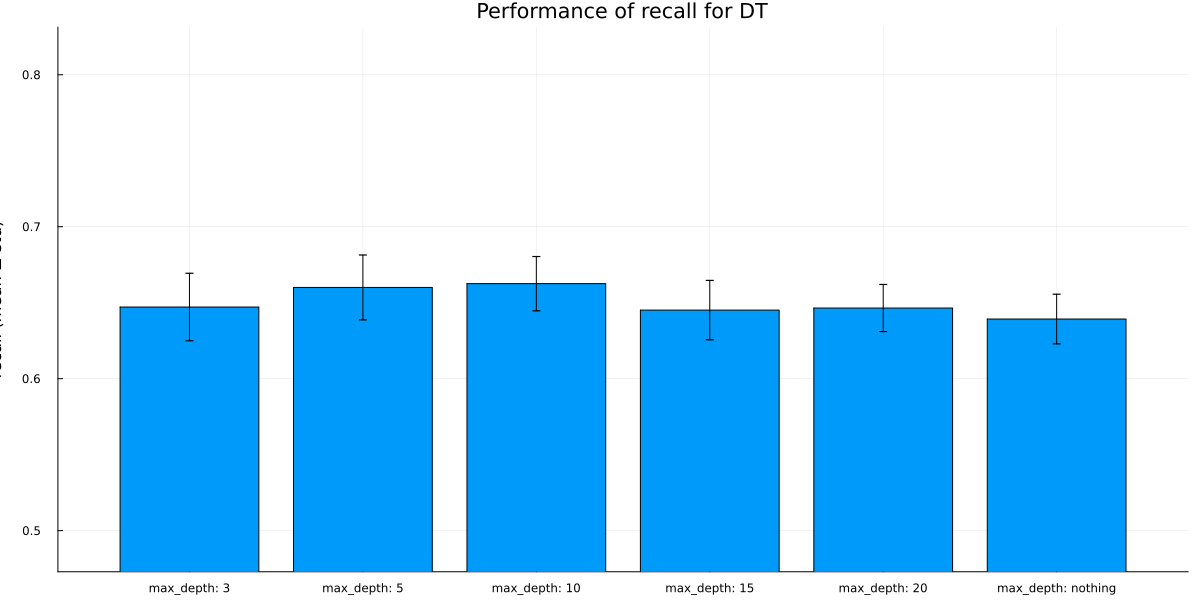 Performance of recall for DT
0.8
0.7
0.6
0.5
max_depth: 3
max_depth: 5
max_depth: 10
max_depth: 15
max_depth: 20
max_depth: nothing